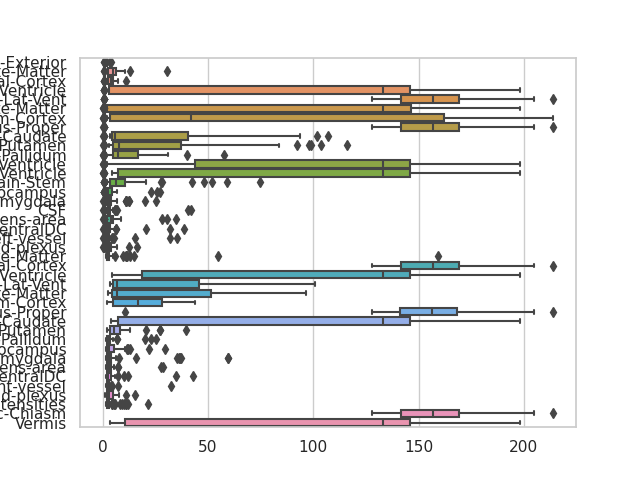 -Exterior
e-Matter
al-Cortex
Ventricle
-Lat-Vent
e-Matter
m-Cortex
s-Proper
Caudate
Putamen
Pallidum
Ventricle
Ventricle
ain-Stem
ocampus
mygdala
CSF
ens-area
entralDC
eft-vessel
d-plexus
e-Matter
al-Cortex
Ventricle
-Lat-Vent
e-Matter
m-Cortex
us-Proper
Caudate
Putamen
Pallidum
ocampus
mygdala
ens-area
entralDC
ht-vessel
d-plexus
tensities
c-Chiasm
Vermis
0 50 100 150 200